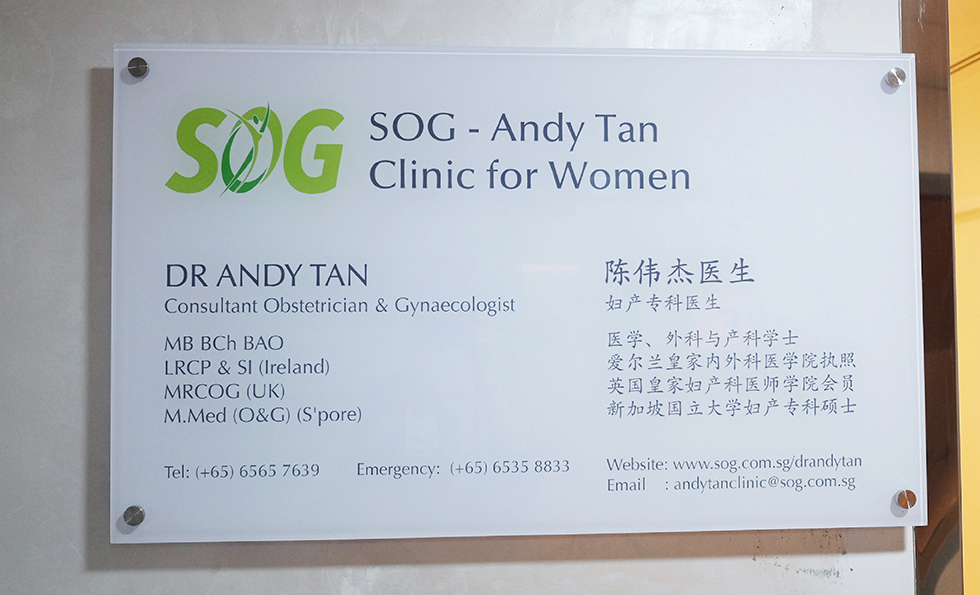 SOG
SOG - Andy Tan
Clinic for Women
DR ANDY TAN
Consultant Obstetrician & Gynaecologist
MB BCh BAO
LRCP & SI (Ireland)
MRCOG (UK)
M.Med (O&G) (S'pore)
陈伟杰医生
妇产专科医生
医学、外科与产科学士
爱尔兰皇家内外科医学院执照
英国皇家妇产科医师学院会员
新加坡国立大学妇产专科硕士
Tel: (+65) 6565 7639
Emergency: (+65) 6535 8833
Website: www.sog.com.sg/drandytan
Email : andytanclinic@sog.com.sg